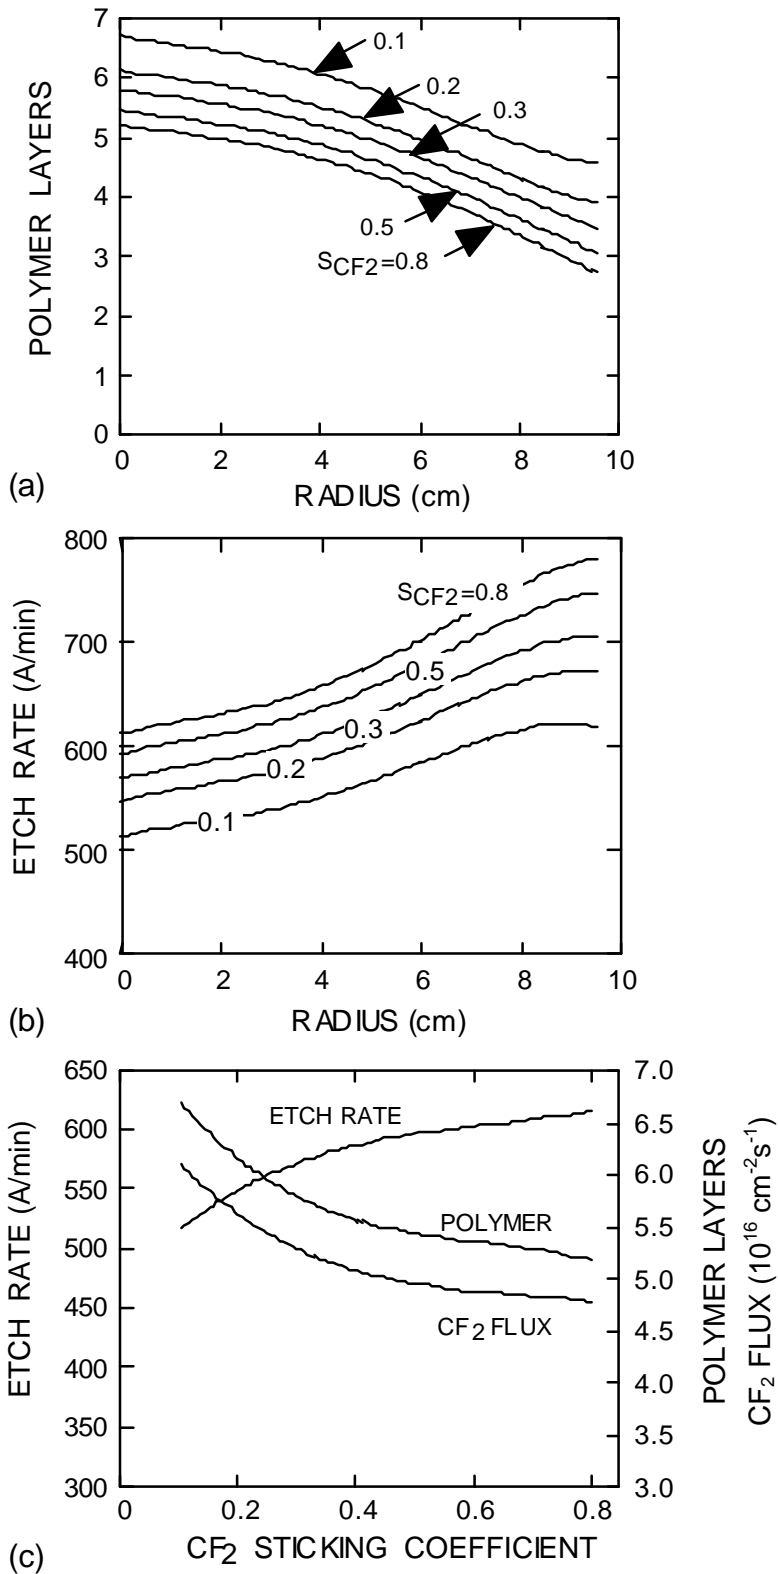 7
6
5
4
3
2
1
0
POLYMER LAYERS
0.1
0.2
0.3
0.5
SCF2=0.8
0 2 4 6 8 10
(a) RADIUS (cm)
800
700
600
500
400
ETCH RATE (A/min)
SCF2=0.8
0.5
0.3
0.2
0.1
0 2 4 6 8 10
(b) RADIUS (cm)
650
600
550
500
450
400
350
300
ETCH RATE (A/min)
ETCH RATE
POLYMER
CF2 FLUX
7.0
6.5
6.0
5.5
5.0
4.5
4.0
3.5
3.0
POLYMER LAYERS
CF2 FLUX (10^16 cm^-2s^-1)
0 0.2 0.4 0.6 0.8
(c) CF2 STICKING COEFFICIENT